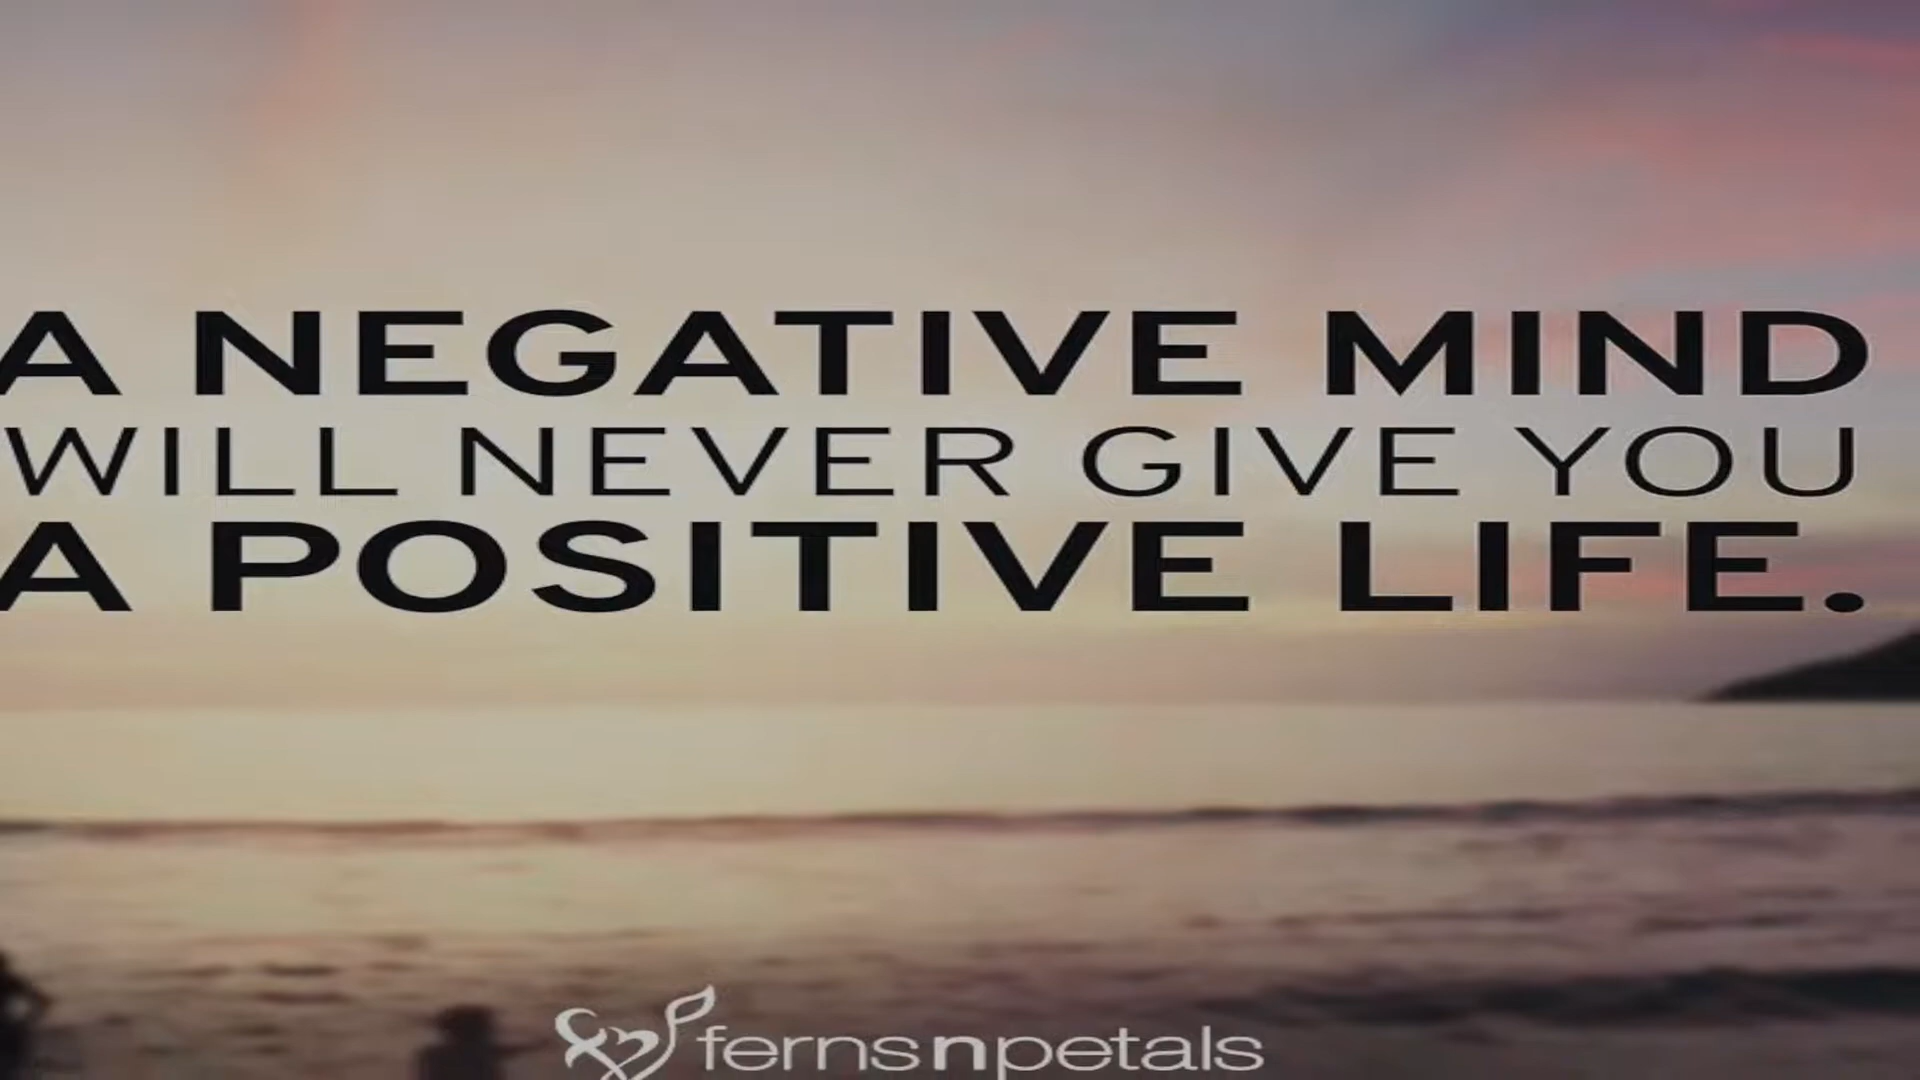 A NEGATIVE MIND
WILL NEVER GIVE YOU
A POSITIVE LIFE.
fernsnpetals